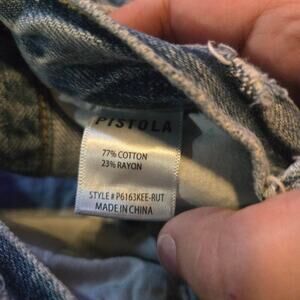 PISTOLA
77% COTTON
23% RAYON
STYLE # P6163KEE-RUT
MADE IN CHINA